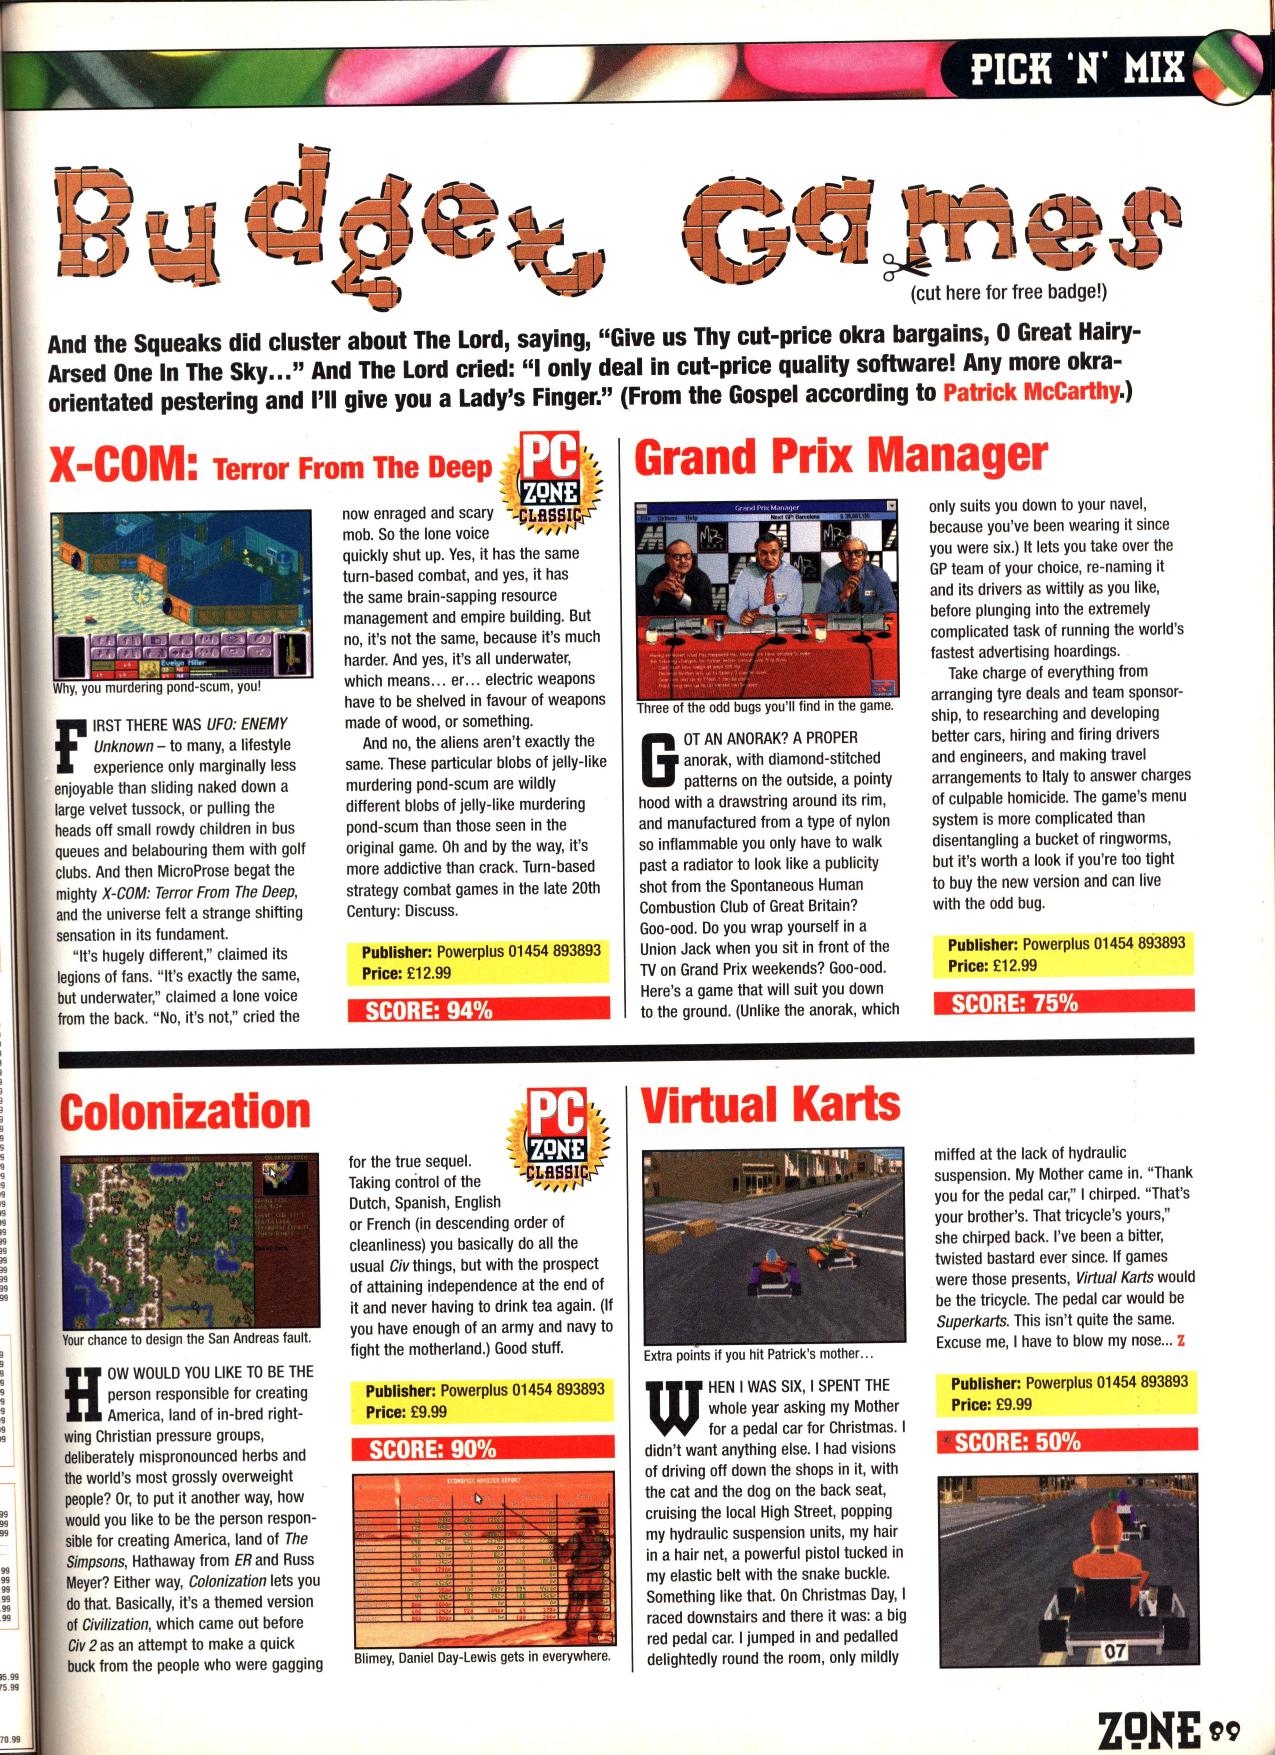 PICK 'N' MIX
Budget Games
(cut here for free badge!)
And the Squeaks did cluster about The Lord, saying, “Give us Thy cut-price okra bargains, O Great Hairy-
Arsed One In The Sky...” And The Lord cried: “I only deal in cut-price quality software! Any more okra-
orientated pestering and I'll give you a Lady's Finger.” (From the Gospel according to Patrick McCarthy.)
X-COM: Terror From The Deep
PC
ZONE
CLASSIC
Evelyn Miller
Why, you murdering pond-scum, you!
FIRST THERE WAS UFO: ENEMY
Unknown – to many, a lifestyle
experience only marginally less
enjoyable than sliding naked down a
large velvet tussock, or pulling the
heads off small rowdy children in bus
queues and belabouring them with golf
clubs. And then MicroProse begat the
mighty X-COM: Terror From The Deep,
and the universe felt a strange shifting
sensation in its fundament.
“It's hugely different,” claimed its
legions of fans. “It's exactly the same,
but underwater,” claimed a lone voice
from the back. “No, it's not,” cried the
now enraged and scary
mob. So the lone voice
quickly shut up. Yes, it has the same
turn-based combat, and yes, it has
the same brain-sapping resource
management and empire building. But
no, it's not the same, because it's much
harder. And yes, it's all underwater,
which means... er... electric weapons
have to be shelved in favour of weapons
made of wood, or something.
And no, the aliens aren't exactly the
same. These particular blobs of jelly-like
murdering pond-scum are wildly
different blobs of jelly-like murdering
pond-scum than those seen in the
original game. Oh and by the way, it's
more addictive than crack. Turn-based
strategy combat games in the late 20th
Century: Discuss.
Publisher: Powerplus 01454 893893
Price: £12.99
SCORE: 94%
Grand Prix Manager
Grand Prix Manager
File Options Help
Next GP: Barcelona
Three of the odd bugs you'll find in the game.
GOT AN ANORAK? A PROPER
anorak, with diamond-stitched
patterns on the outside, a pointy
hood with a drawstring around its rim,
and manufactured from a type of nylon
so inflammable you only have to walk
past a radiator to look like a publicity
shot from the Spontaneous Human
Combustion Club of Great Britain?
Goo-ood. Do you wrap yourself in a
Union Jack when you sit in front of the
TV on Grand Prix weekends? Goo-ood.
Here's a game that will suit you down
to the ground. (Unlike the anorak, which
only suits you down to your navel,
because you've been wearing it since
you were six.) It lets you take over the
GP team of your choice, re-naming it
and its drivers as wittily as you like,
before plunging into the extremely
complicated task of running the world's
fastest advertising hoardings.
Take charge of everything from
arranging tyre deals and team sponsor-
ship, to researching and developing
better cars, hiring and firing drivers
and engineers, and making travel
arrangements to Italy to answer charges
of culpable homicide. The game's menu
system is more complicated than
disentangling a bucket of ringworms,
but it's worth a look if you're too tight
to buy the new version and can live
with the odd bug.
Publisher: Powerplus 01454 893893
Price: £12.99
SCORE: 75%
Colonization
PC
ZONE
CLASSIC
Your chance to design the San Andreas fault.
HOW WOULD YOU LIKE TO BE THE
person responsible for creating
America, land of in-bred right-
wing Christian pressure groups,
deliberately mispronounced herbs and
the world's most grossly overweight
people? Or, to put it another way, how
would you like to be the person respon-
sible for creating America, land of The
Simpsons, Hathaway from ER and Russ
Meyer? Either way, Colonization lets you
do that. Basically, it's a themed version
of Civilization, which came out before
Civ 2 as an attempt to make a quick
buck from the people who were gagging
for the true sequel.
Taking control of the
Dutch, Spanish, English
or French (in descending order of
cleanliness) you basically do all the
usual Civ things, but with the prospect
of attaining independence at the end of
it and never having to drink tea again. (If
you have enough of an army and navy to
fight the motherland.) Good stuff.
Publisher: Powerplus 01454 893893
Price: £9.99
SCORE: 90%
ECONOMIC ADVISER REPORT
Blimey, Daniel Day-Lewis gets in everywhere.
Virtual Karts
Extra points if you hit Patrick's mother...
WHEN I WAS SIX, I SPENT THE
whole year asking my Mother
for a pedal car for Christmas. I
didn't want anything else. I had visions
of driving off down the shops in it, with
the cat and the dog on the back seat,
cruising the local High Street, popping
my hydraulic suspension units, my hair
in a hair net, a powerful pistol tucked in
my elastic belt with the snake buckle.
Something like that. On Christmas Day, I
raced downstairs and there it was: a big
red pedal car. I jumped in and pedalled
delightedly round the room, only mildly
miffed at the lack of hydraulic
suspension. My Mother came in. “Thank
you for the pedal car,” I chirped. “That's
your brother's. That tricycle's yours,”
she chirped back. I've been a bitter,
twisted bastard ever since. If games
were those presents, Virtual Karts would
be the tricycle. The pedal car would be
Superkarts. This isn't quite the same.
Excuse me, I have to blow my nose... Z
Publisher: Powerplus 01454 893893
Price: £9.99
SCORE: 50%
07
ZONE 89